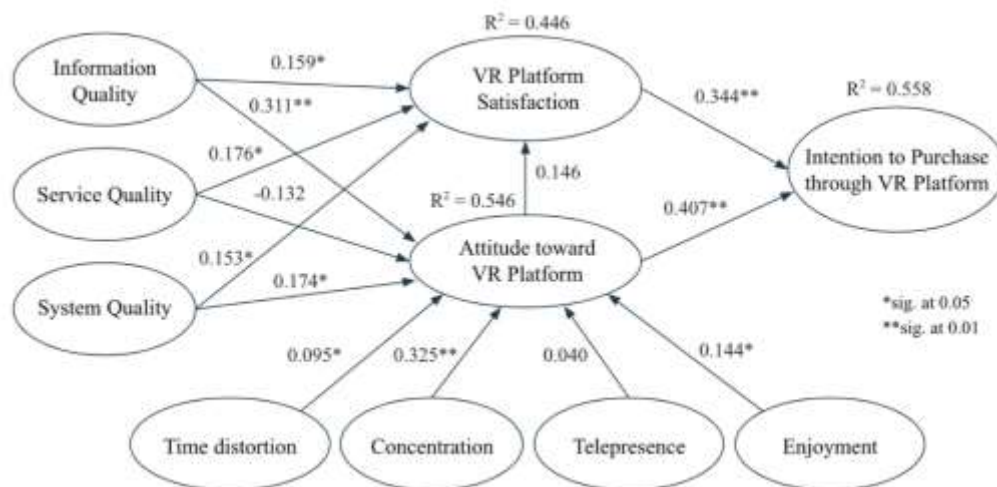 R² = 0.446
Information
Quality
0.159*
VR Platform
Satisfaction
0.344**
R² = 0.558
0.311**
0.176*
Service Quality
-0.132
R² = 0.546
0.146
Intention to Purchase
through VR Platform
0.407**
Attitude toward
VR Platform
0.153*
0.174*
System Quality
*sig. at 0.05
**sig. at 0.01
0.095*
0.325**
0.040
0.144*
Time distortion
Concentration
Telepresence
Enjoyment